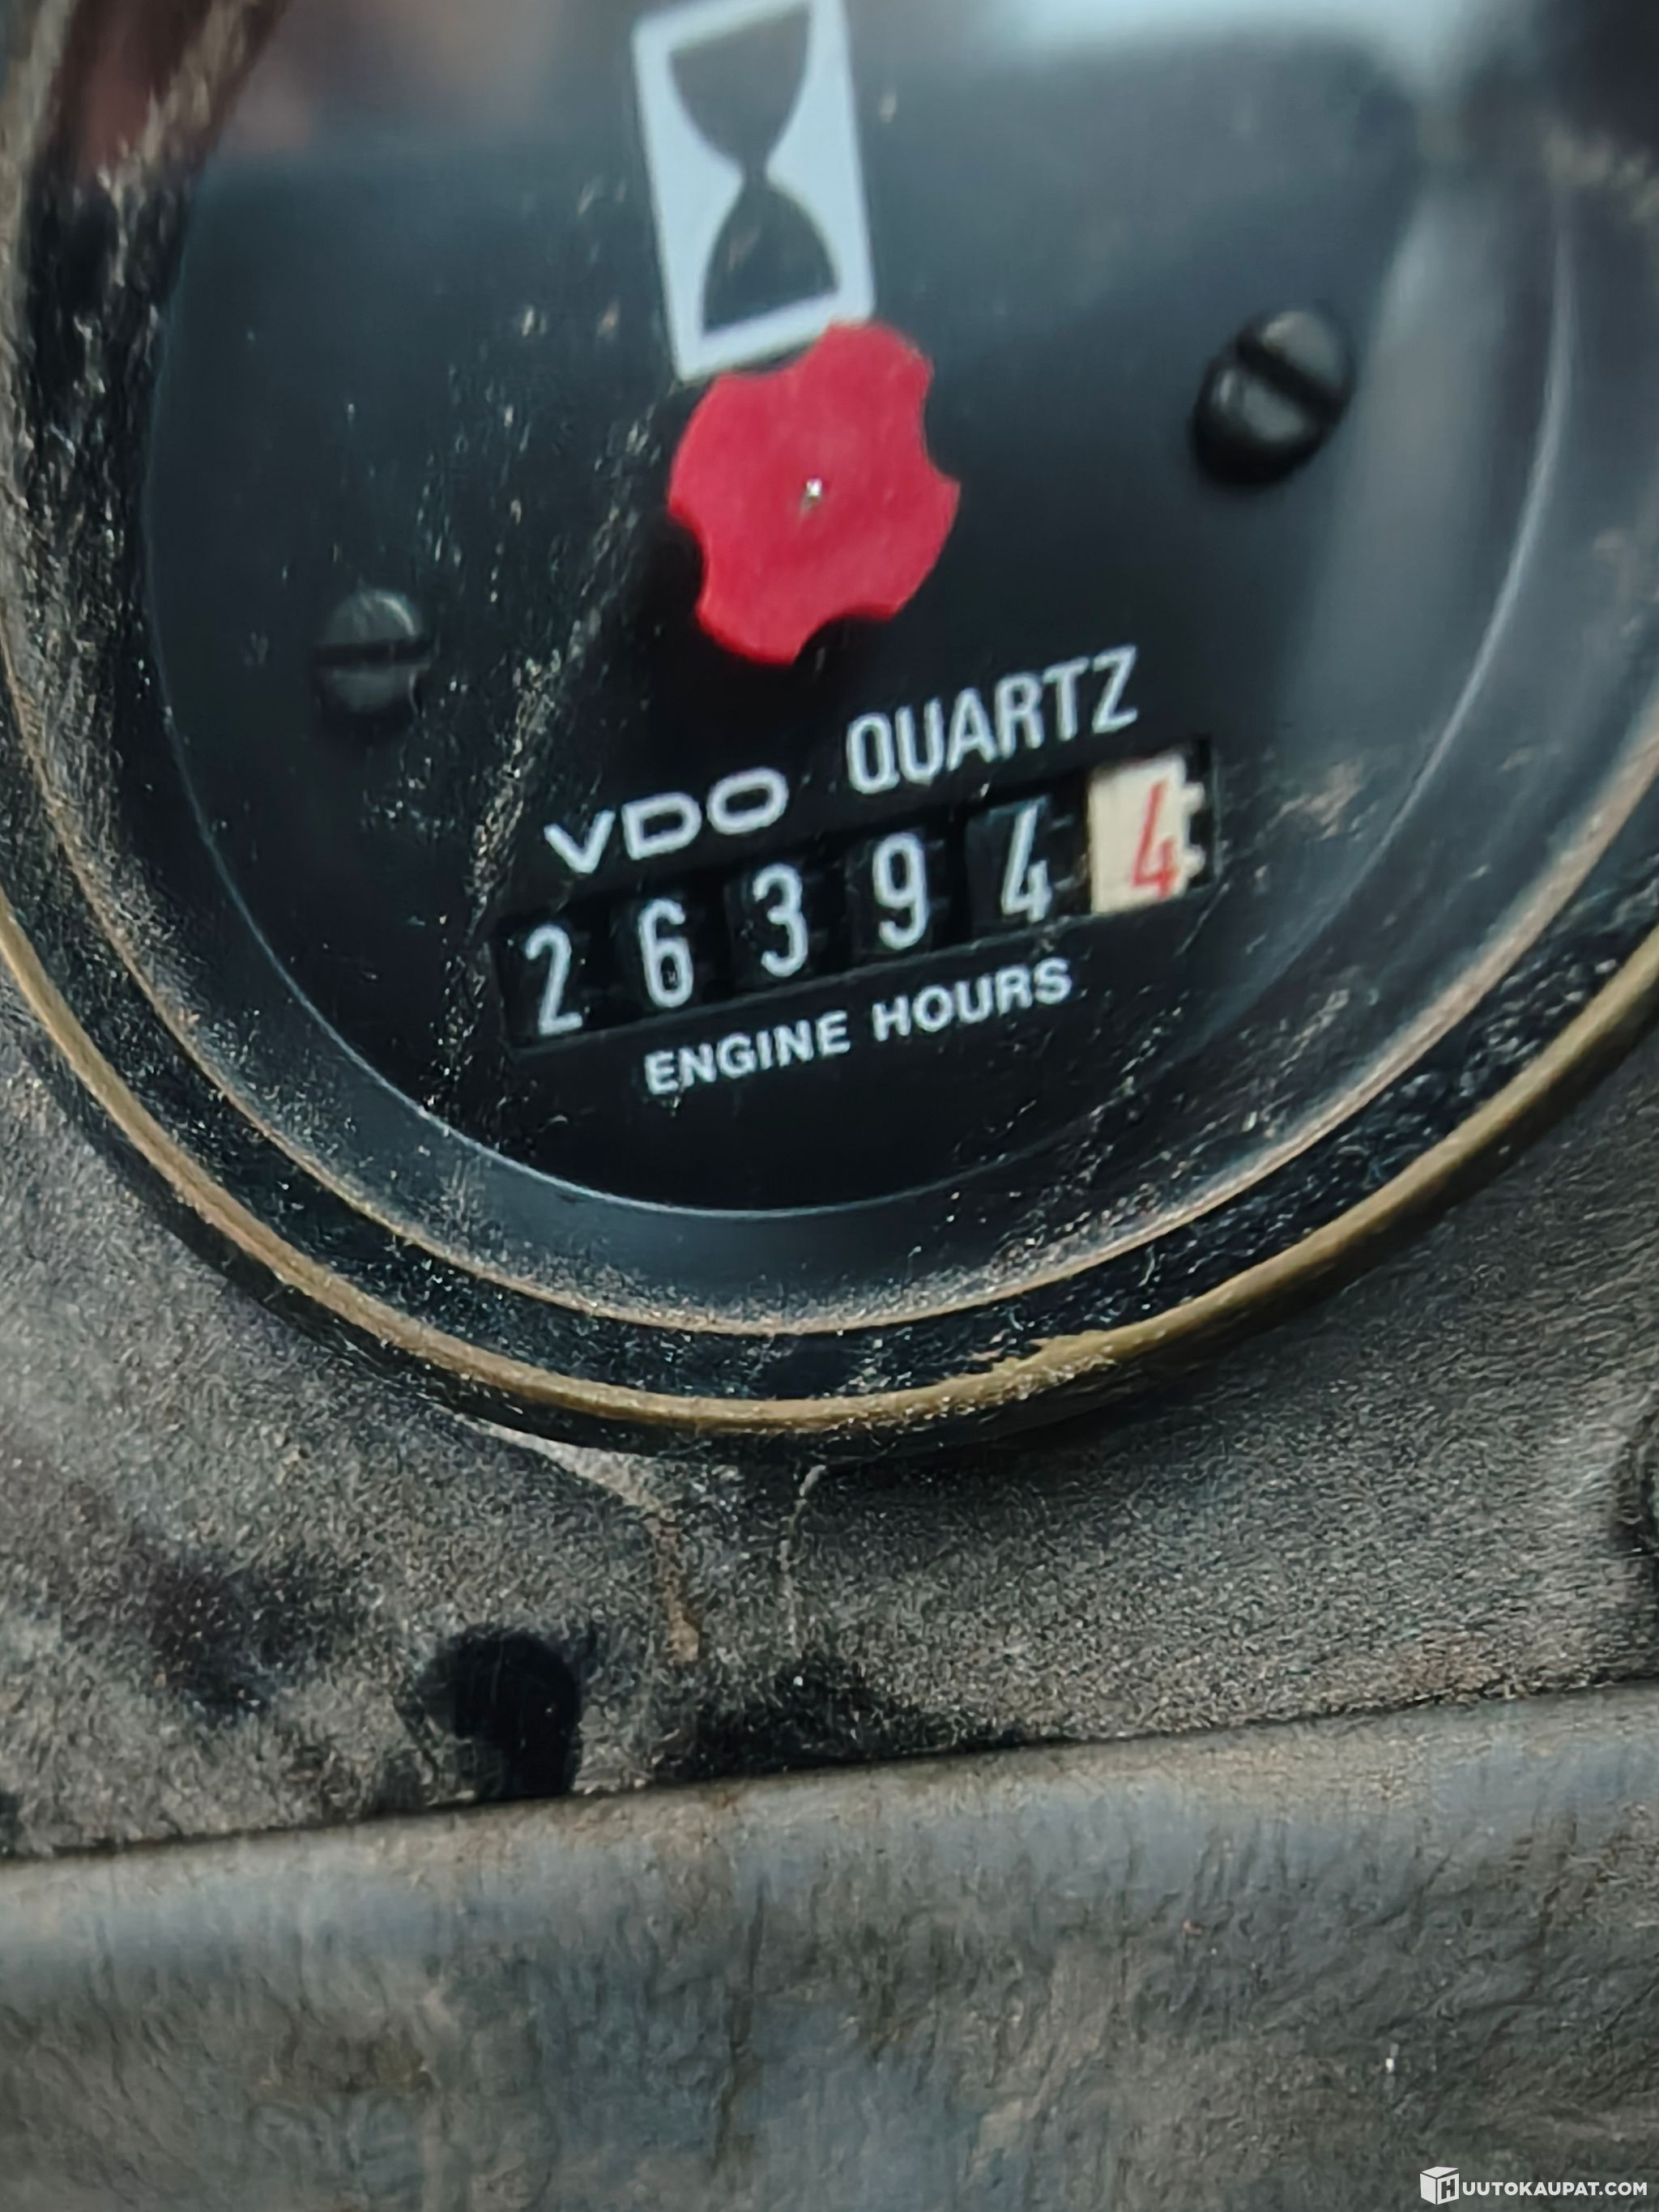 VDO QUARTZ
263944
ENGINE HOURS
HUUTOKAUPAT.COM